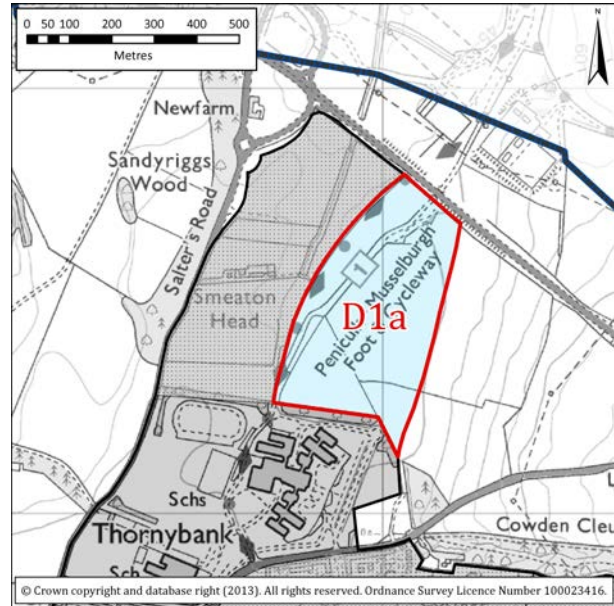 0 50 100 200 300 400 500
Metres
N
Newfarm
Sandyriggs
Wood
Salter's Road
Smeaton
Head
1
Penicuik - Musselburgh
Foot & Cycleway
D1a
Schs
Thornybank
Sch
Cowden Cleu
© Crown copyright and database right (2013). All rights reserved. Ordnance Survey Licence Number 100023416.